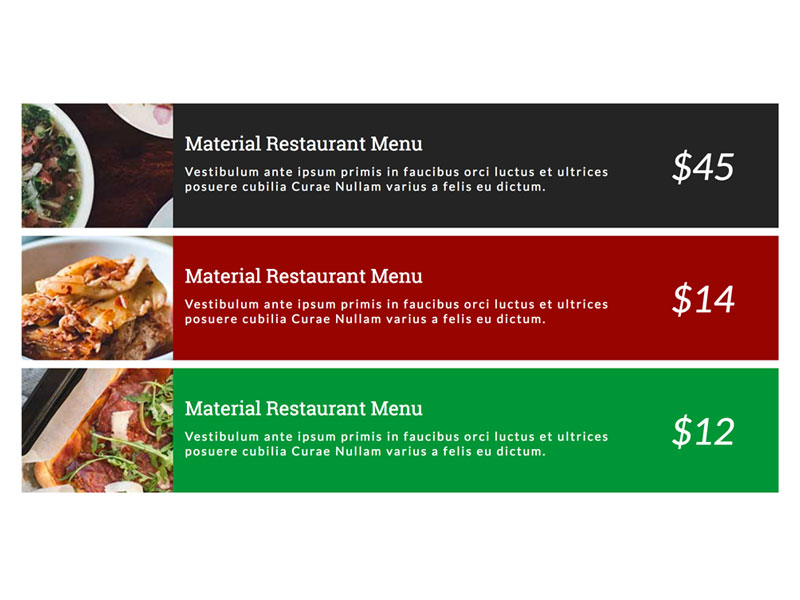 Material Restaurant Menu
Vestibulum ante ipsum primis in faucibus orci luctus et ultrices
posuere cubilia Curae Nullam varius a felis eu dictum.
$45
Material Restaurant Menu
Vestibulum ante ipsum primis in faucibus orci luctus et ultrices
posuere cubilia Curae Nullam varius a felis eu dictum.
$14
Material Restaurant Menu
Vestibulum ante ipsum primis in faucibus orci luctus et ultrices
posuere cubilia Curae Nullam varius a felis eu dictum.
$12